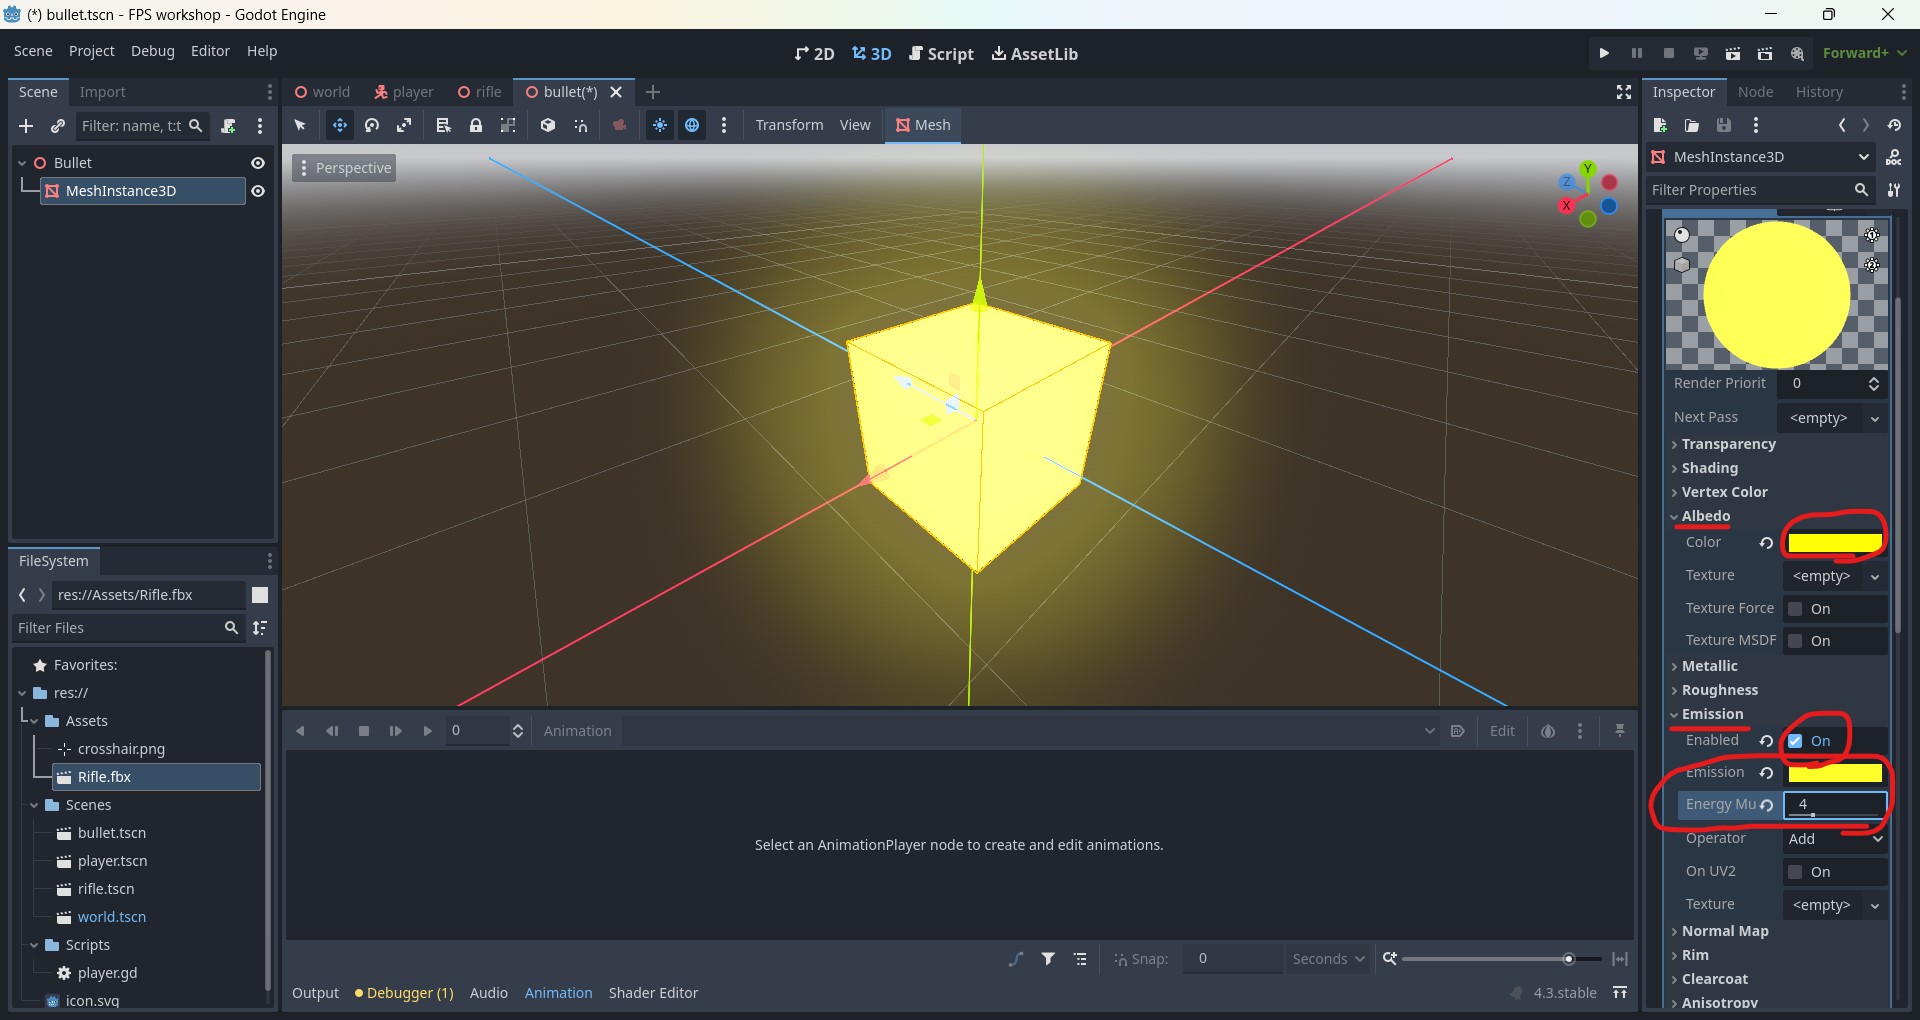 (*) bullet.tscn - FPS workshop - Godot Engine
Scene Project Debug Editor Help
2D 3D Script AssetLib
Forward+
Scene Import
Filter: name, t:t
Bullet
MeshInstance3D
world player rifle bullet(*)
Transform View Mesh
Perspective
Y
Z
X
FileSystem
res://Assets/Rifle.fbx
Filter Files
Favorites:
res://
Assets
crosshair.png
Rifle.fbx
Scenes
bullet.tscn
player.tscn
rifle.tscn
world.tscn
Scripts
player.gd
icon.svg
0 Animation Edit
Select an AnimationPlayer node to create and edit animations.
Snap: 0 Seconds
Output Debugger (1) Audio Animation Shader Editor
4.3.stable
Inspector Node History
MeshInstance3D
DOC
Filter Properties
1
2
Render Priorit 0
Next Pass <empty>
Transparency
Shading
Vertex Color
Albedo
Color
Texture <empty>
Texture Force On
Texture MSDF On
Metallic
Roughness
Emission
Enabled On
Emission
Energy Mu 4
Operator Add
On UV2 On
Texture <empty>
Normal Map
Rim
Clearcoat
Anisotropy